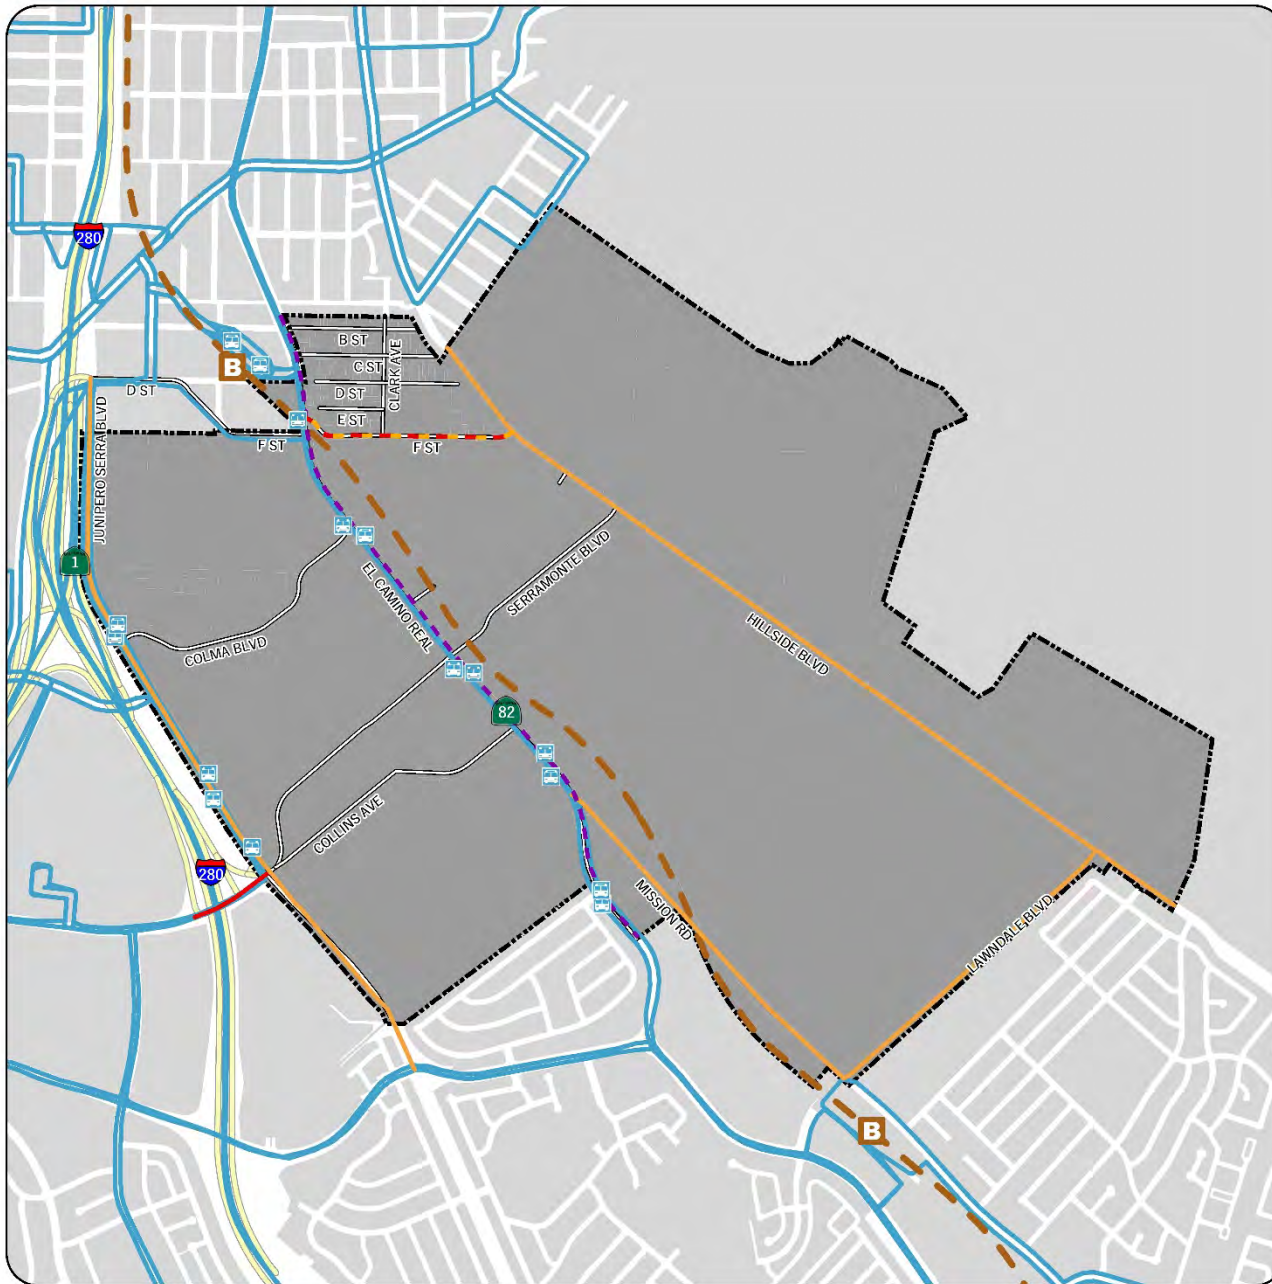 280
B ST
C ST
CLARK AVE
B
D ST
D ST
E ST
F ST
F ST
JUNIPERO SERRA BLVD
1
EL CAMINO REAL
SERRAMONTE BLVD
COLMA BLVD
HILLSIDE BLVD
82
COLLINS AVE
280
MISSION RD
LAWNDALE BLVD
B